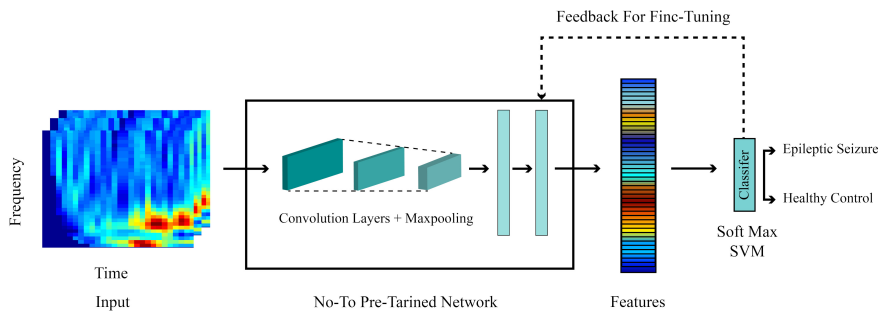 Feedback For Finc-Tuning
Frequency
Convolution Layers + Maxpooling
Classifer
Epileptic Seizure
Healthy Control
Soft Max
SVM
Time
Input
No-To Pre-Tarined Network
Features